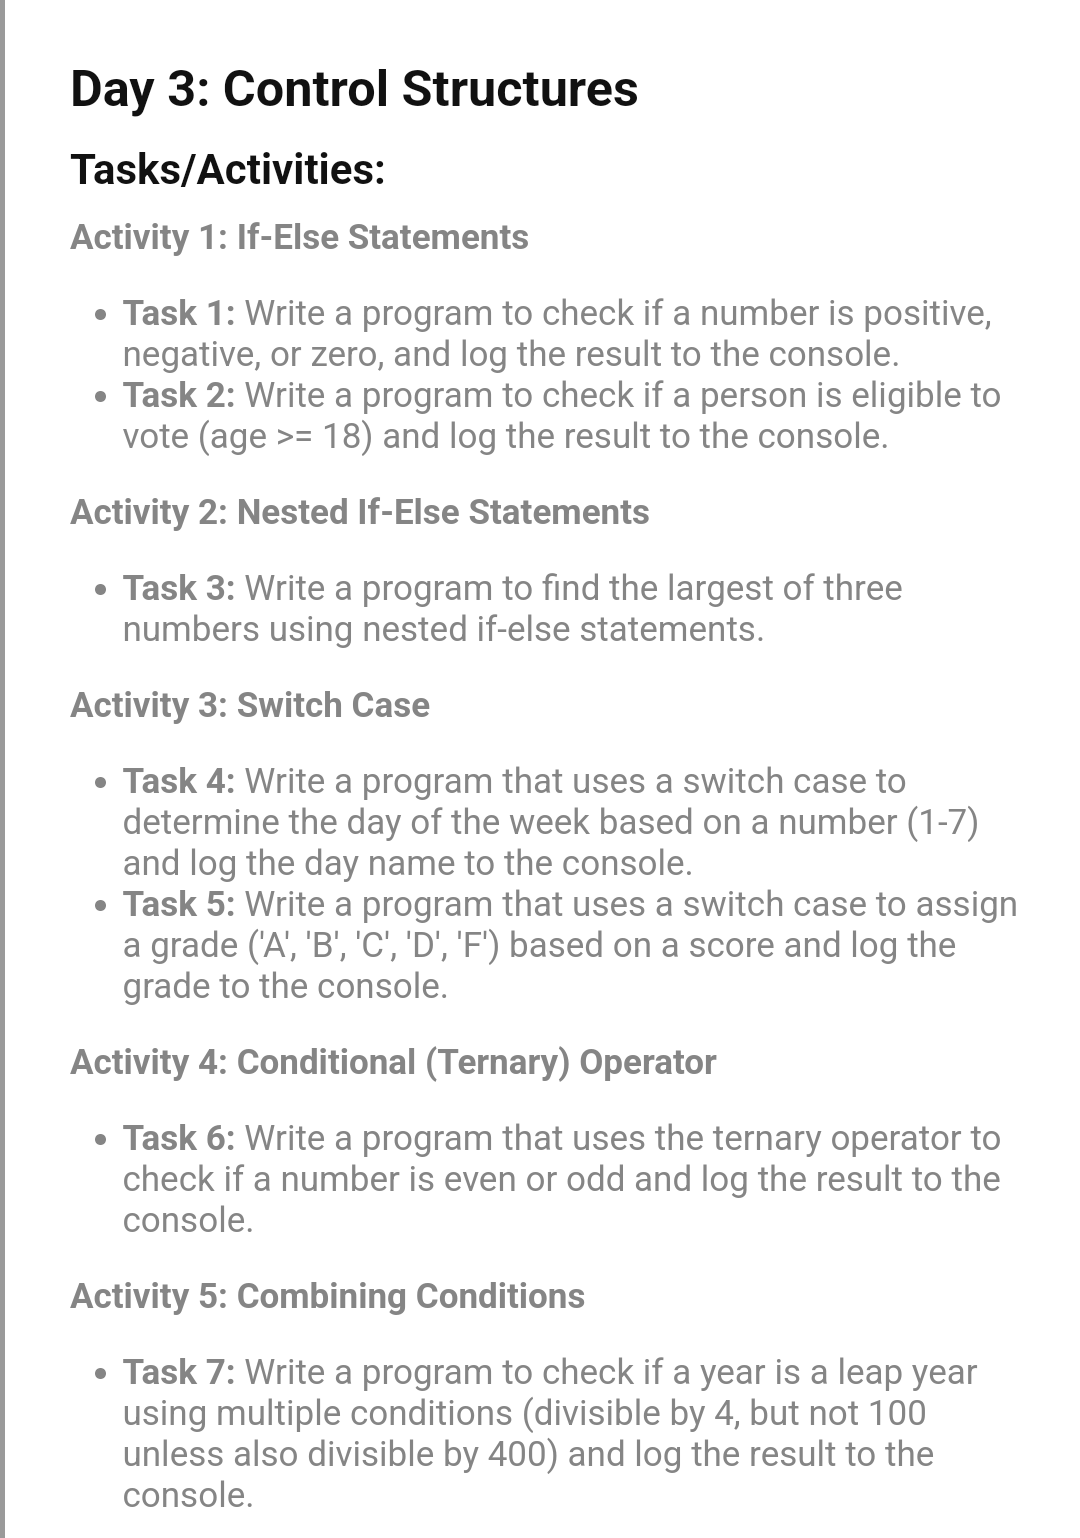 Day 3: Control Structures
Tasks/Activities:
Activity 1: If-Else Statements
• Task 1: Write a program to check if a number is positive,
negative, or zero, and log the result to the console.
• Task 2: Write a program to check if a person is eligible to
vote (age >= 18) and log the result to the console.
Activity 2: Nested If-Else Statements
• Task 3: Write a program to find the largest of three
numbers using nested if-else statements.
Activity 3: Switch Case
• Task 4: Write a program that uses a switch case to
determine the day of the week based on a number (1-7)
and log the day name to the console.
• Task 5: Write a program that uses a switch case to assign
a grade ('A', 'B', 'C', 'D', 'F') based on a score and log the
grade to the console.
Activity 4: Conditional (Ternary) Operator
• Task 6: Write a program that uses the ternary operator to
check if a number is even or odd and log the result to the
console.
Activity 5: Combining Conditions
• Task 7: Write a program to check if a year is a leap year
using multiple conditions (divisible by 4, but not 100
unless also divisible by 400) and log the result to the
console.